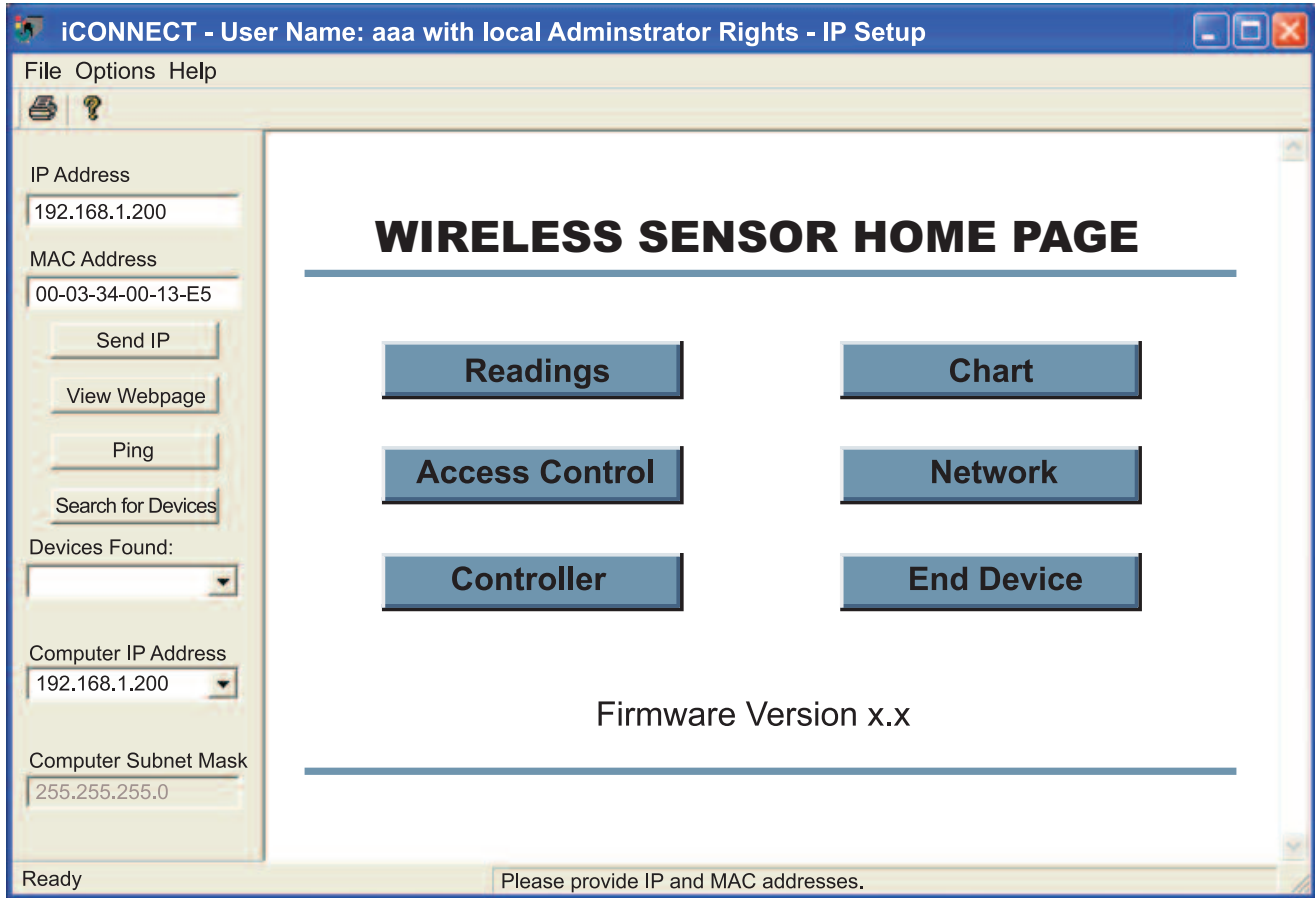 iCONNECT - User Name: aaa with local Adminstrator Rights - IP Setup
File Options Help
IP Address
192.168.1.200
MAC Address
00-03-34-00-13-E5
Send IP
View Webpage
Ping
Search for Devices
Devices Found:
Computer IP Address
192.168.1.200
Computer Subnet Mask
255.255.255.0
WIRELESS SENSOR HOME PAGE
Readings
Chart
Access Control
Network
Controller
End Device
Firmware Version x.x
Ready
Please provide IP and MAC addresses.